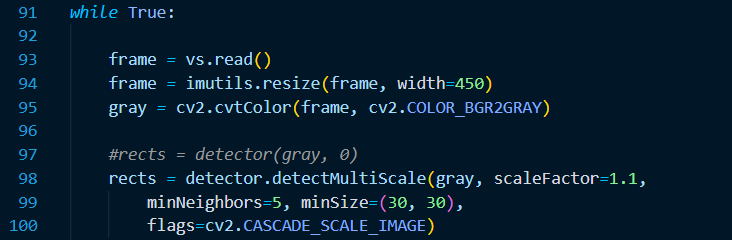 91 while True:
92
93     frame = vs.read()
94     frame = imutils.resize(frame, width=450)
95     gray = cv2.cvtColor(frame, cv2.COLOR_BGR2GRAY)
96
97     #rects = detector(gray, 0)
98     rects = detector.detectMultiScale(gray, scaleFactor=1.1,
99         minNeighbors=5, minSize=(30, 30),
100         flags=cv2.CASCADE_SCALE_IMAGE)